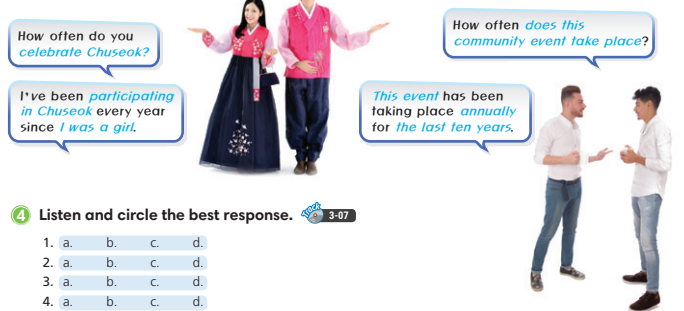 How often do you
celebrate Chuseok?
I've been participating
in Chuseok every year
since I was a girl.
How often does this
community event take place?
This event has been
taking place annually
for the last ten years.
4 Listen and circle the best response. Track 3-07
1. a. b. c. d.
2. a. b. c. d.
3. a. b. c. d.
4. a. b. c. d.